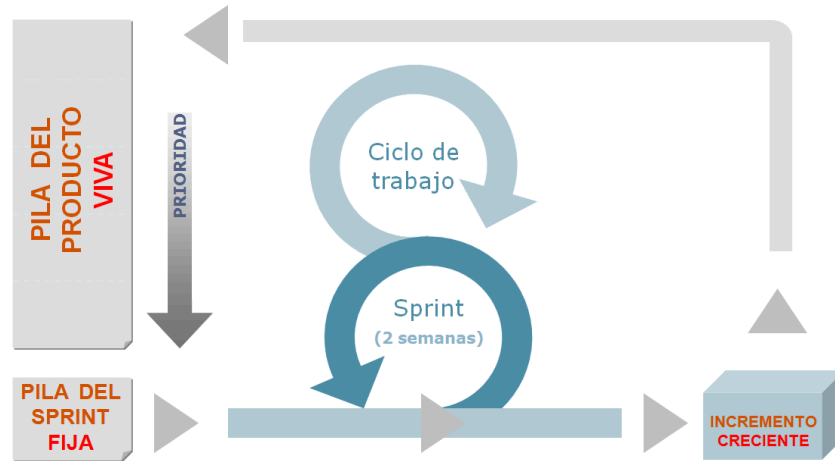 PILA DEL
PRODUCTO
VIVA
PRIORIDAD
Ciclo de
trabajo
Sprint
(2 semanas)
PILA DEL
SPRINT
FIJA
INCREMENTO
CRECIENTE